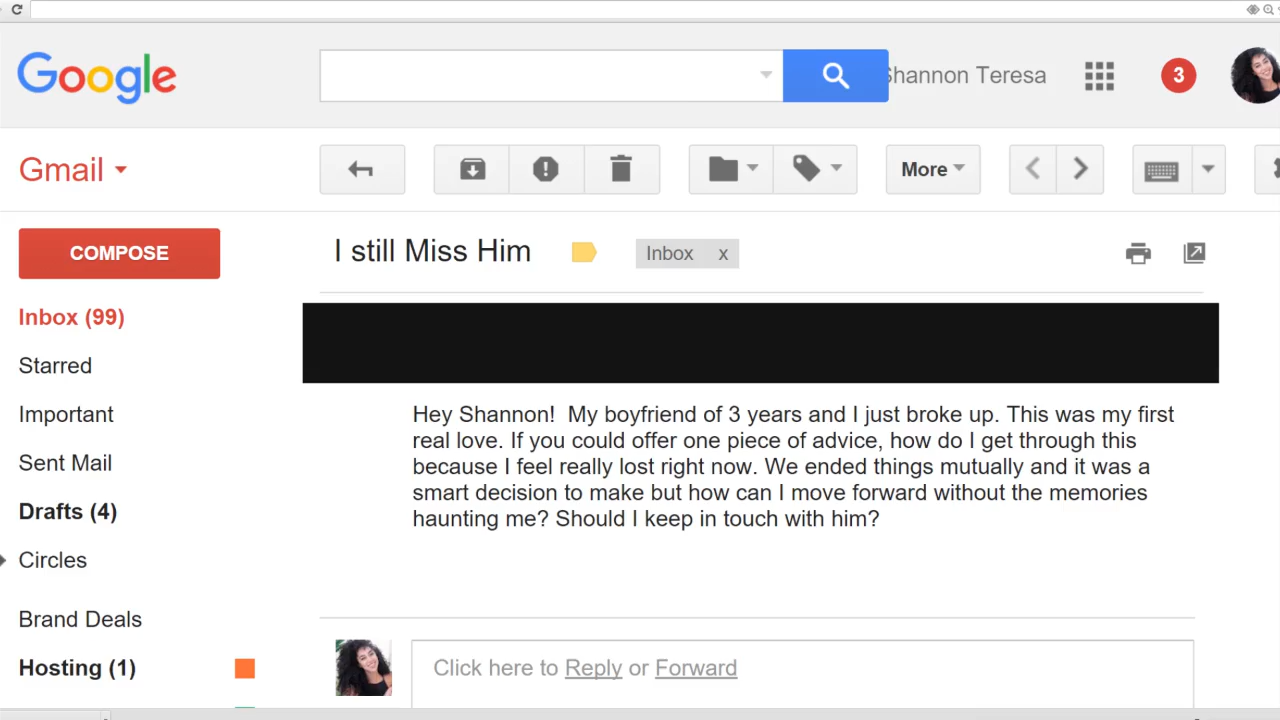 Google
Shannon Teresa
3
Gmail
More
COMPOSE
I still Miss Him
Inbox x
Inbox (99)
Starred
Important
Sent Mail
Drafts (4)
Circles
Brand Deals
Hosting (1)
Hey Shannon!  My boyfriend of 3 years and I just broke up. This was my first
real love. If you could offer one piece of advice, how do I get through this
because I feel really lost right now. We ended things mutually and it was a
smart decision to make but how can I move forward without the memories
haunting me? Should I keep in touch with him?
Click here to Reply or Forward